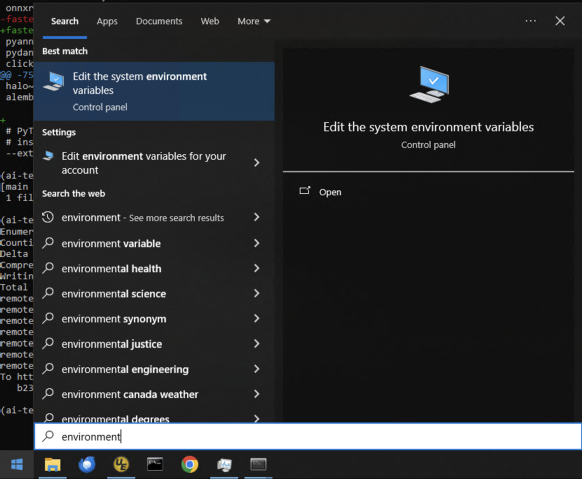 onnxr
-faste
+faste
pyann
pydan
click
@@ -75
halo~
alemb
+
# PyT
# ins
--ext
(ai-te
[main
1 fil
(ai-te
Enumer
Counti
Delta
Compre
Writin
Total
remote
remote
remote
remote
remote
remote
remote
To htt
b23
(ai-te
Search Apps Documents Web More
Best match
Edit the system environment
variables
Control panel
Settings
Edit environment variables for your
account
Search the web
environment - See more search results
environment variable
environmental health
environmental science
environment synonym
environmental justice
environmental engineering
environment canada weather
environmental degrees
Edit the system environment variables
Control panel
Open
environment